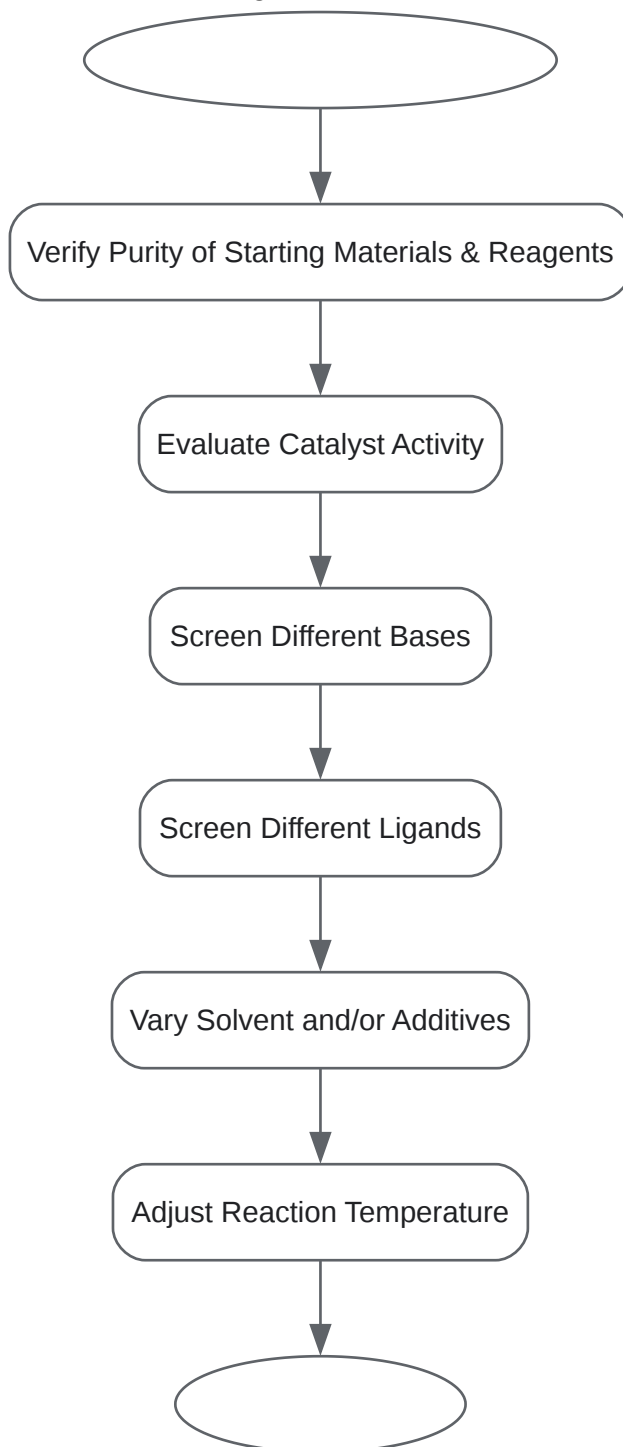 Verify Purity of Starting Materials & Reagents
Evaluate Catalyst Activity
Screen Different Bases
Screen Different Ligands
Vary Solvent and/or Additives
Adjust Reaction Temperature